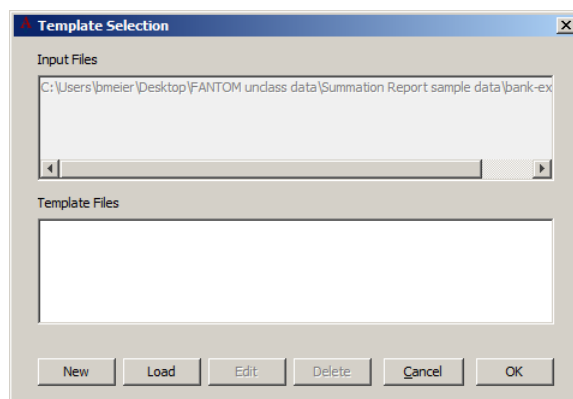 Template Selection
Input Files
C:\Users\bmeier\Desktop\FANTOM unclass data\Summation Report sample data\bank-ex
Template Files
New Load Edit Delete Cancel OK